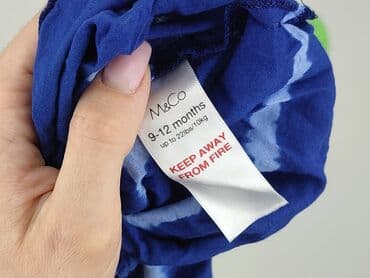 M&Co
9-12 months
up to 22lbs/10kg
KEEP AWAY
FROM FIRE